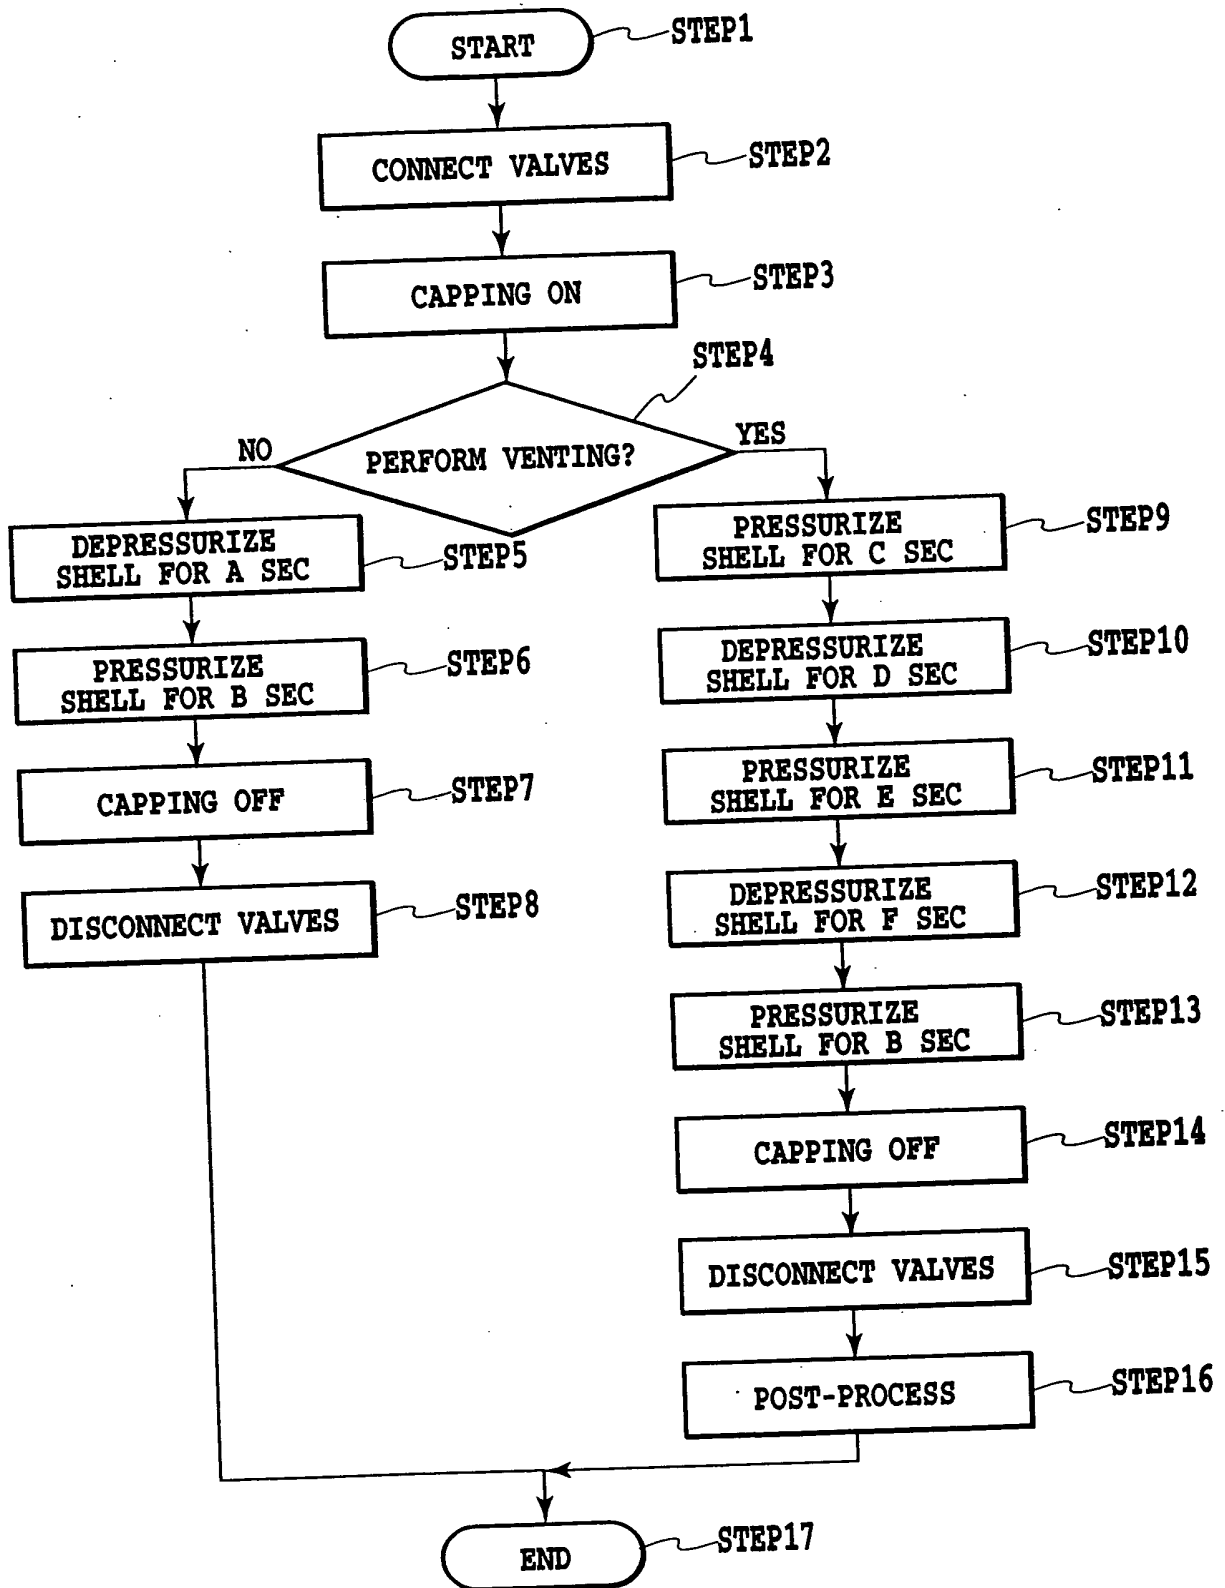 START
STEP1
CONNECT VALVES
STEP2
CAPPING ON
STEP3
STEP4
PERFORM VENTING?
NO
YES
DEPRESSURIZE
SHELL FOR A SEC
STEP5
PRESSURIZE
SHELL FOR B SEC
STEP6
CAPPING OFF
STEP7
DISCONNECT VALVES
STEP8
PRESSURIZE
SHELL FOR C SEC
STEP9
DEPRESSURIZE
SHELL FOR D SEC
STEP10
PRESSURIZE
SHELL FOR E SEC
STEP11
DEPRESSURIZE
SHELL FOR F SEC
STEP12
PRESSURIZE
SHELL FOR B SEC
STEP13
CAPPING OFF
STEP14
DISCONNECT VALVES
STEP15
POST-PROCESS
STEP16
END
STEP17